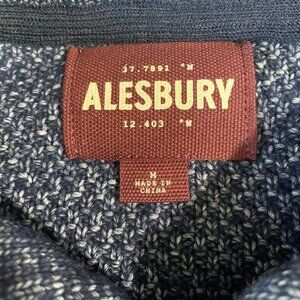 37.7891 °N
ALESBURY
12.403 °W
M
MADE IN
CHINA